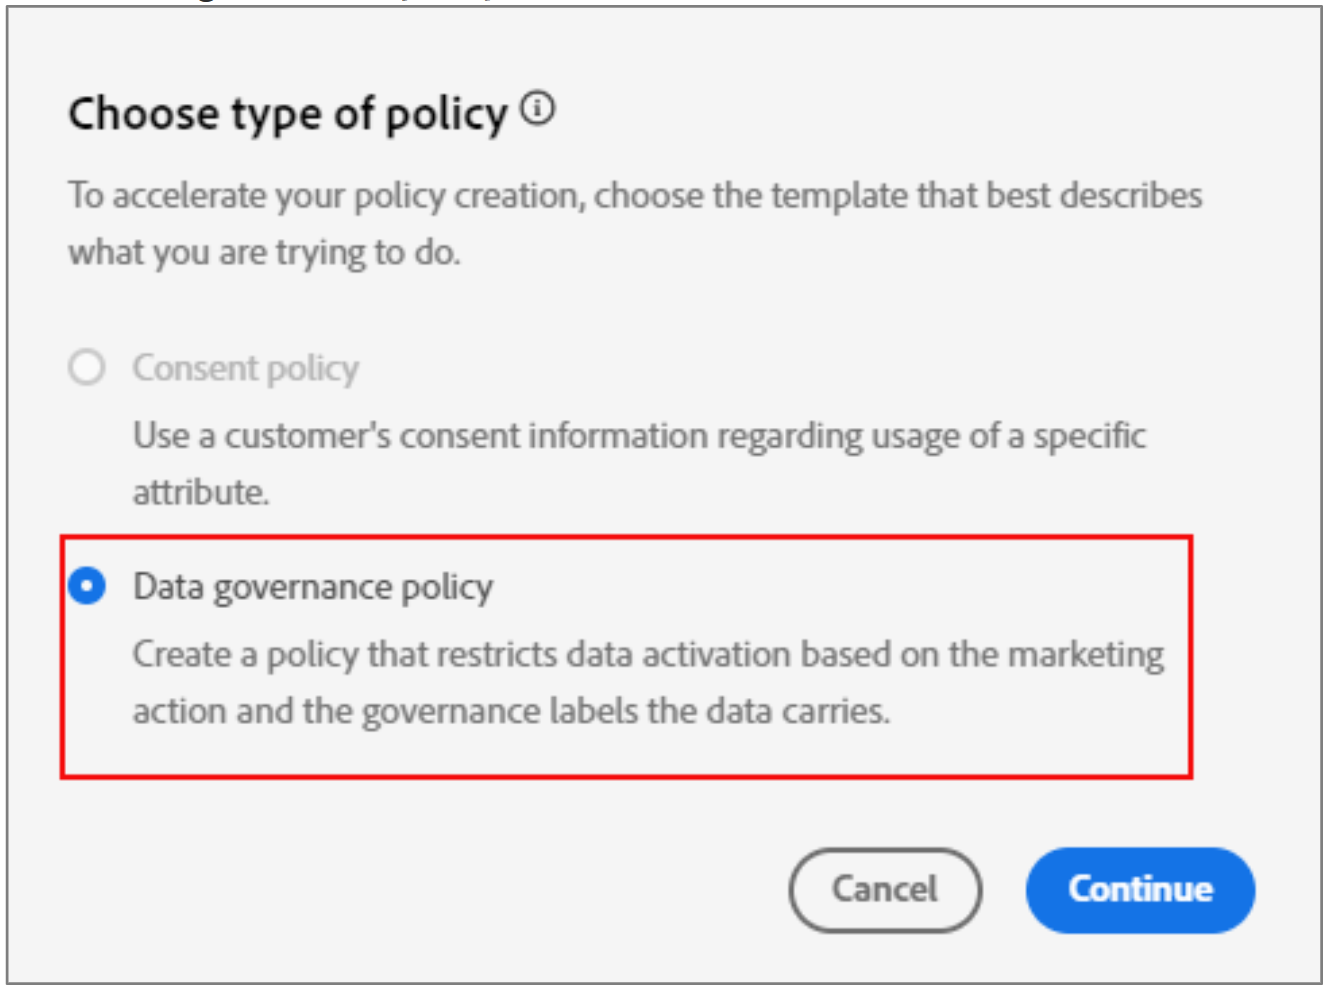 Choose type of policy
To accelerate your policy creation, choose the template that best describes
what you are trying to do.
Consent policy
Use a customer's consent information regarding usage of a specific
attribute.
Data governance policy
Create a policy that restricts data activation based on the marketing
action and the governance labels the data carries.
Cancel
Continue